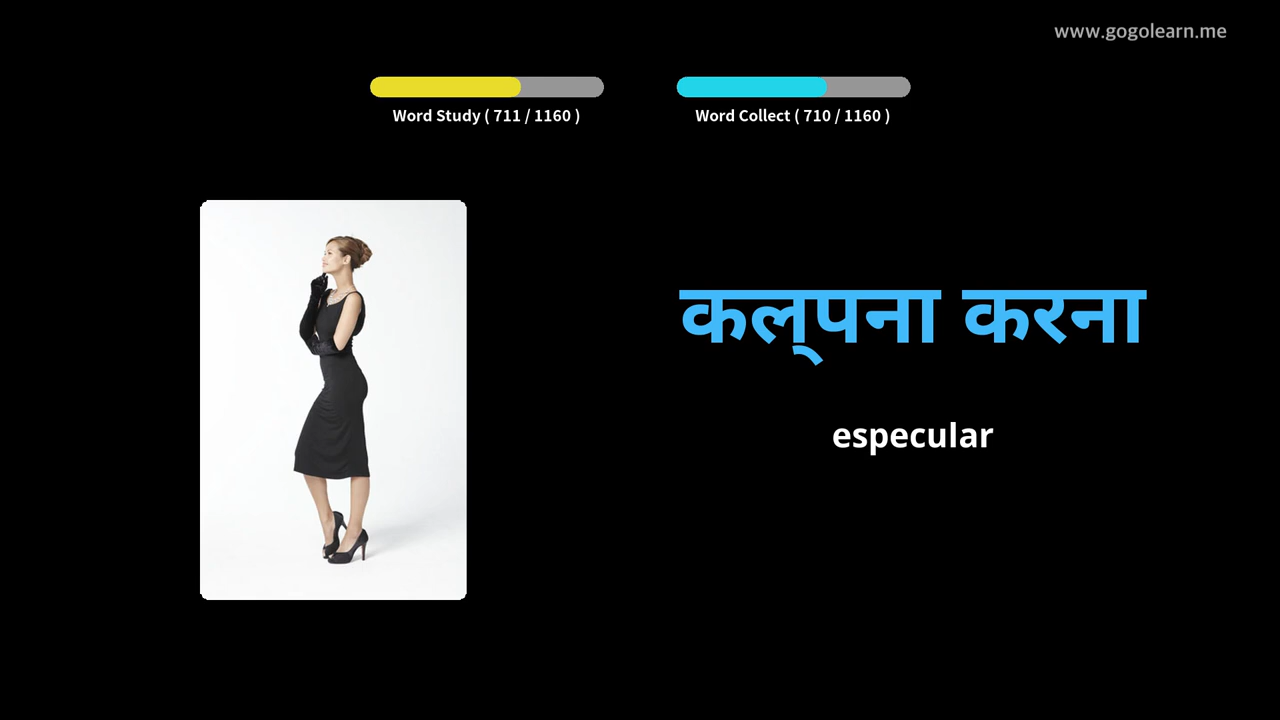 www.gogolearn.me
Word Study ( 711 / 1160 )
Word Collect ( 710 / 1160 )
कल्पना करना
especular